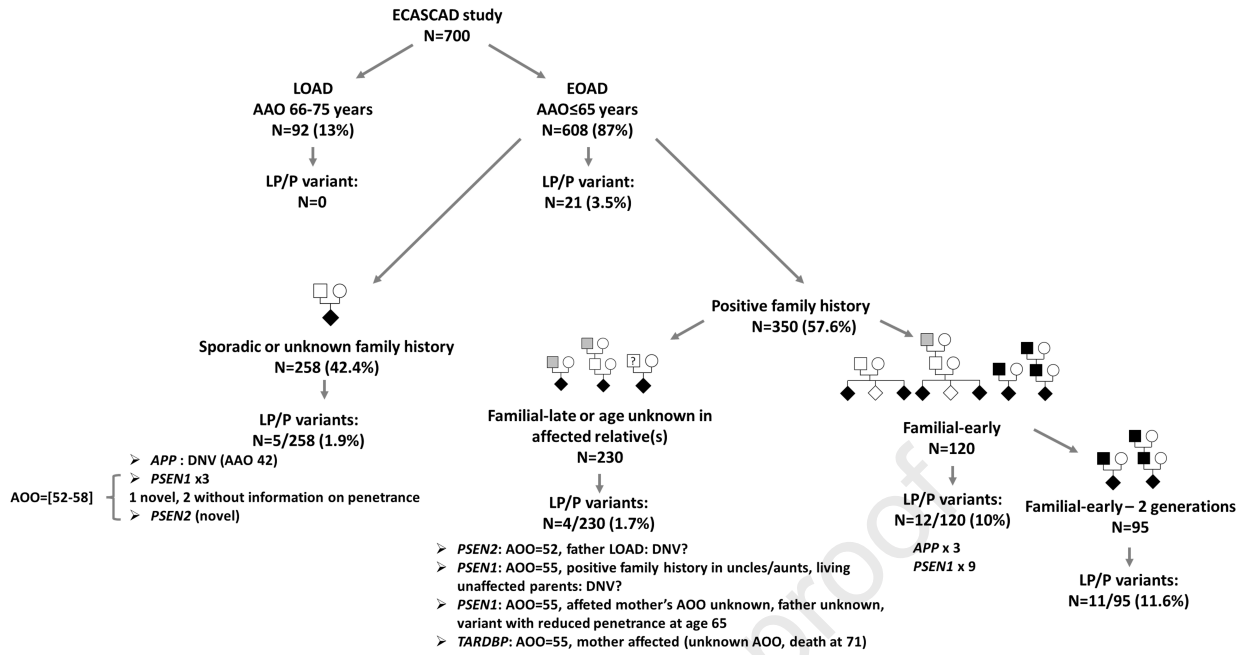 ECASCAD study
N=700
LOAD
AAO 66-75 years
N=92 (13%)
EOAD
AAO≤65 years
N=608 (87%)
LP/P variant:
N=0
LP/P variant:
N=21 (3.5%)
Positive family history
N=350 (57.6%)
Sporadic or unknown family history
N=258 (42.4%)
LP/P variants:
N=5/258 (1.9%)
➢ APP : DNV (AAO 42)
AOO=[52-58]
➢ PSEN1 x3
1 novel, 2 without information on penetrance
➢ PSEN2 (novel)
?
Familial-late or age unknown in
affected relative(s)
N=230
LP/P variants:
N=4/230 (1.7%)
➢ PSEN2: AOO=52, father LOAD: DNV?
➢ PSEN1: AOO=55, positive family history in uncles/aunts, living
unaffected parents: DNV?
➢ PSEN1: AOO=55, affeted mother's AOO unknown, father unknown,
variant with reduced penetrance at age 65
➢ TARDBP: AOO=55, mother affected (unknown AOO, death at 71)
Familial-early
N=120
LP/P variants:
N=12/120 (10%)
APP x 3
PSEN1 x 9
Familial-early – 2 generations
N=95
LP/P variants:
N=11/95 (11.6%)
proof